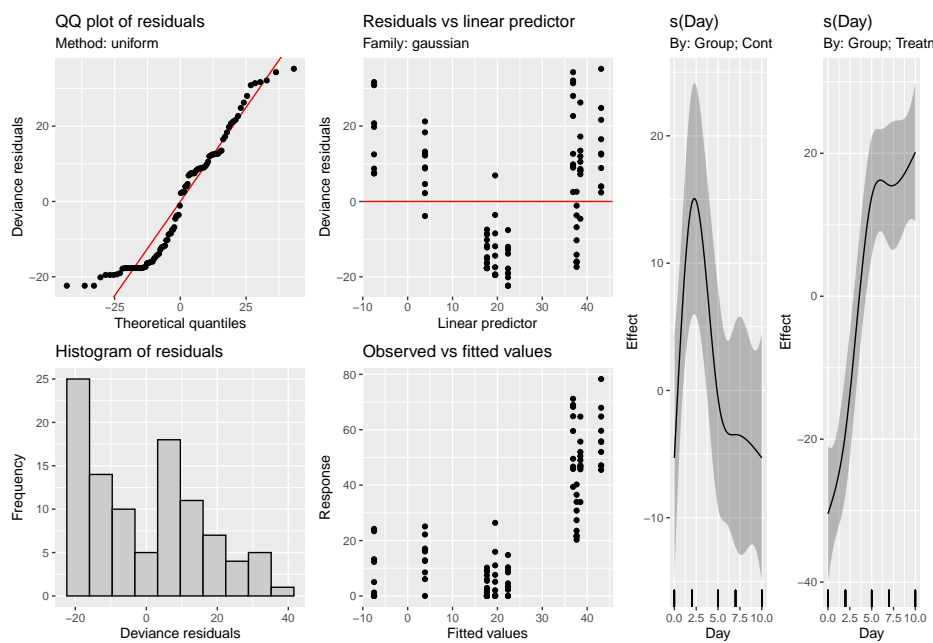 QQ plot of residuals
Method: uniform
20
0
−20
−25
0
25
Theoretical quantiles
Deviance residuals
Residuals vs linear predictor
Family: gaussian
20
0
−20
−10
0
10
20
30
40
Linear predictor
Deviance residuals
Histogram of residuals
25
20
15
10
5
0
−20
0
20
40
Deviance residuals
Frequency
Observed vs fitted values
80
60
40
20
0
−10
0
10
20
30
40
Fitted values
Response
s(Day)
By: Group; Cont
20
10
0
−10
0.0
2.5
5.0
7.5
10.0
Day
Effect
s(Day)
By: Group; Treatm
20
0
−20
−40
0.0
2.5
5.0
7.5
10.0
Day
Effect